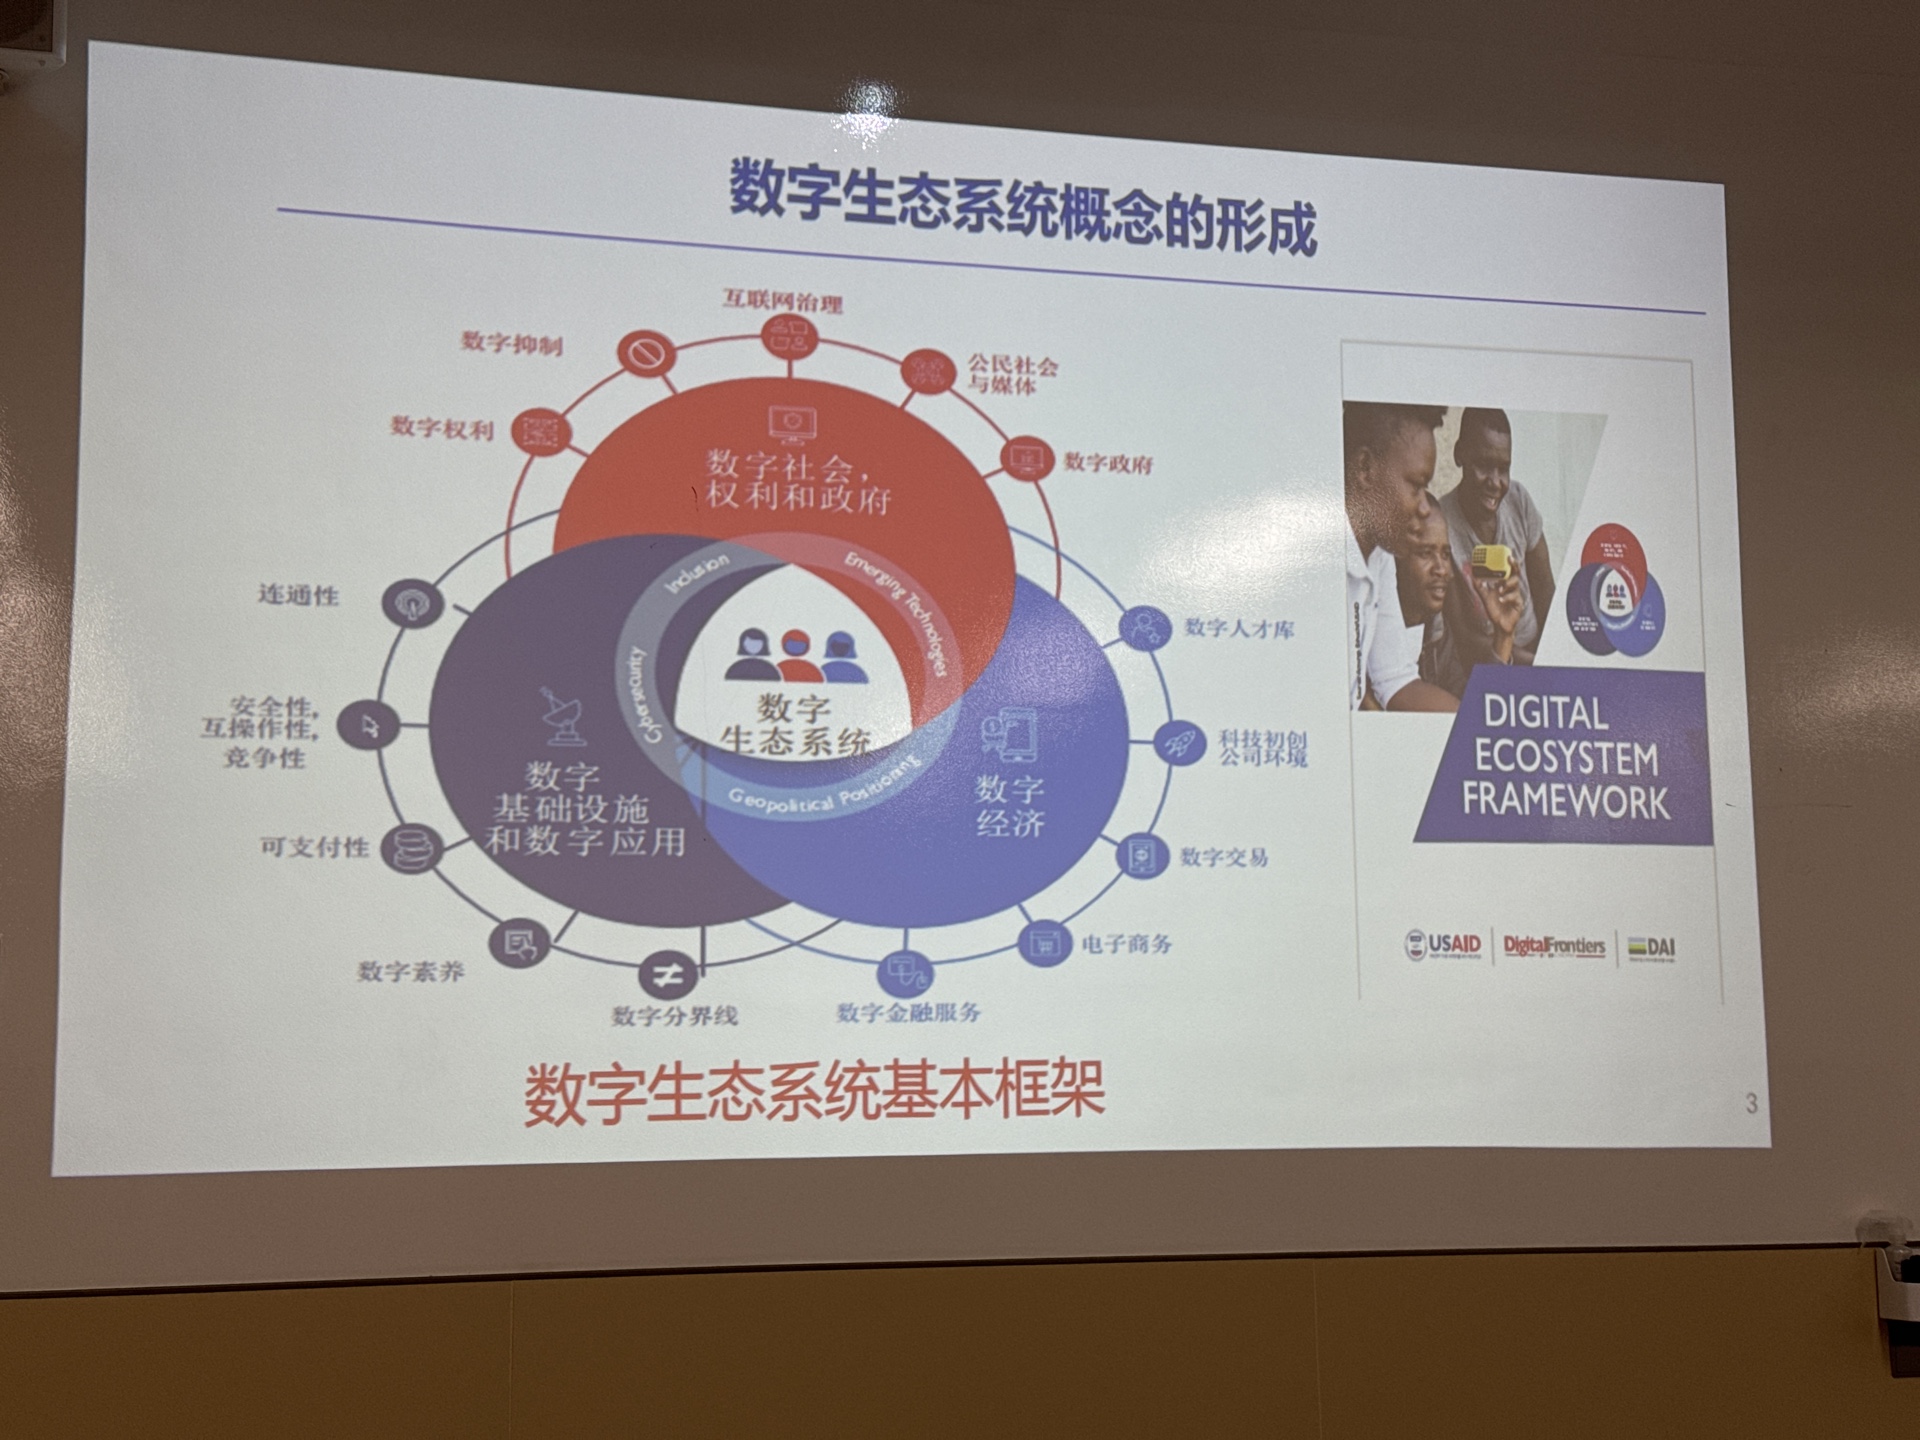 数字生态系统概念的形成
互联网治理
数字抑制
公民社会
与媒体
数字权利
数字政府
数字社会,
权利和政府
Inclusion
Emerging Technologies
Cybersecurity
Geopolitical Positioning
连通性
安全性,
互操作性,
竞争性
可支付性
数字素养
数字分界线
数字
基础设施
和数字应用
数字
生态系统
数字
经济
数字人才库
科技初创
公司环境
数字交易
电子商务
数字金融服务
数字生态系统基本框架
DIGITAL
ECOSYSTEM
FRAMEWORK
USAID
DigitalFrontiers
DAI
3